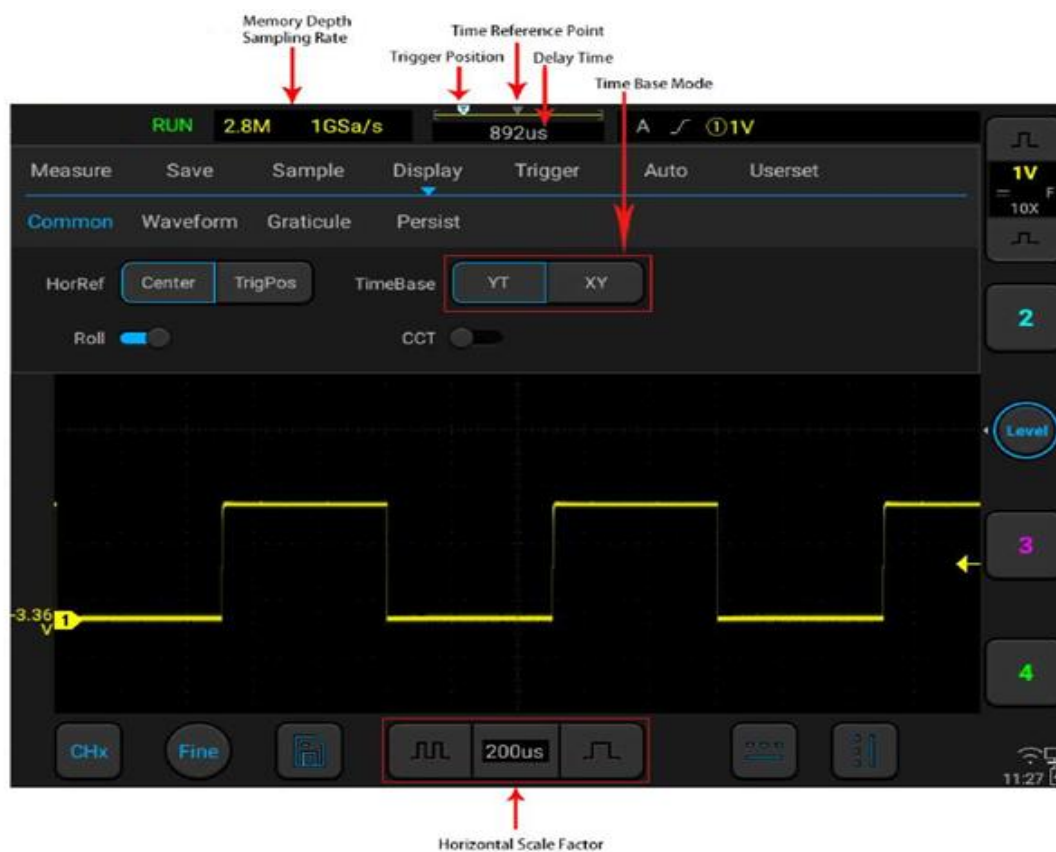 Memory Depth
Sampling Rate
Time Reference Point
Trigger Position
Delay Time
Time Base Mode
RUN 2.8M 1GSa/s 892us A ①1V
Measure Save Sample Display Trigger Auto Userset
1V
F
10X
Common Waveform Graticule Persist
HorRef Center TrigPos TimeBase YT XY
Roll CCT
2
Level
3
-3.36
V
1
4
CHx Fine 200us
11:27
Horizontal Scale Factor